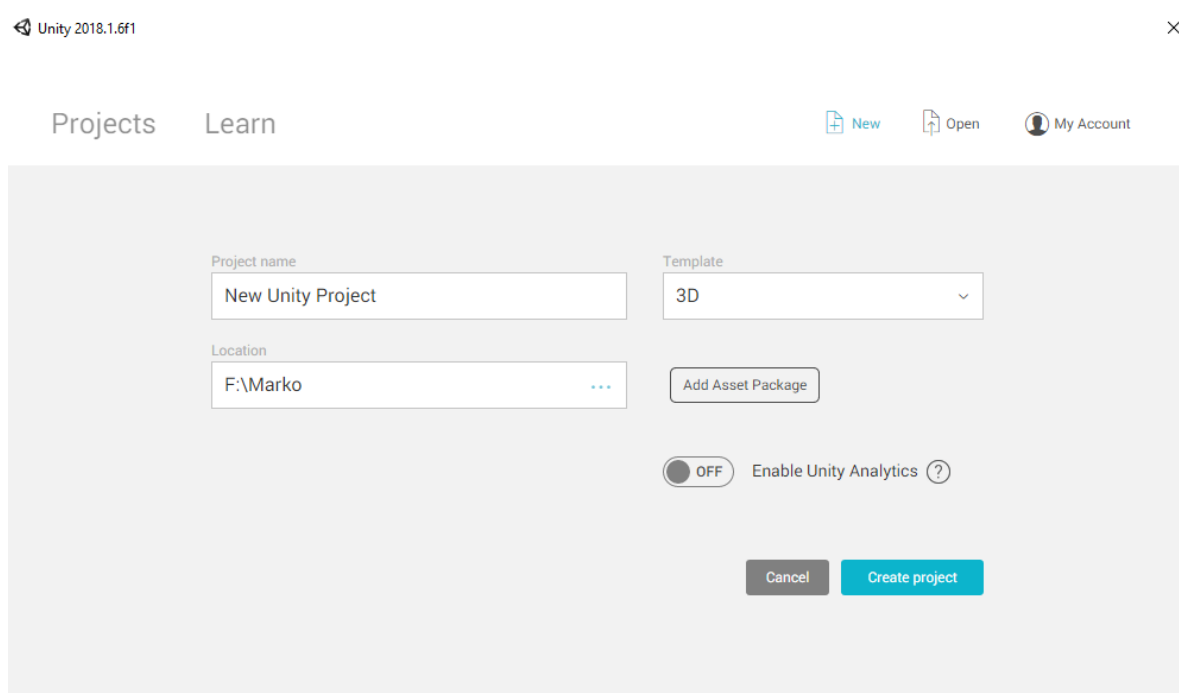 Unity 2018.1.6f1
Projects Learn New Open My Account
Project name
New Unity Project
Template
3D
Location
F:\Marko
...
Add Asset Package
OFF Enable Unity Analytics ?
Cancel Create project